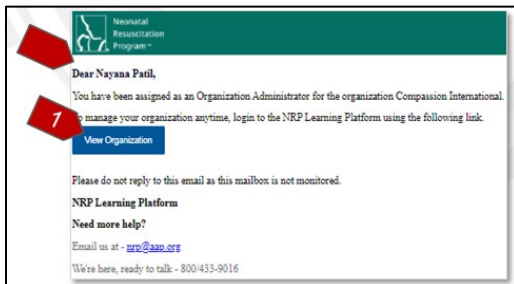 Neonatal
Resuscitation
Program™
Dear Nayana Patil,
You have been assigned as an Organization Administrator for the organization Compassion International.
manage your organization anytime, login to the NRP Learning Platform using the following link.
1
View Organization
Please do not reply to this email as this mailbox is not monitored.
NRP Learning Platform
Need more help?
Email us at - nrp@aap.org
We're here, ready to talk - 800/433-9016